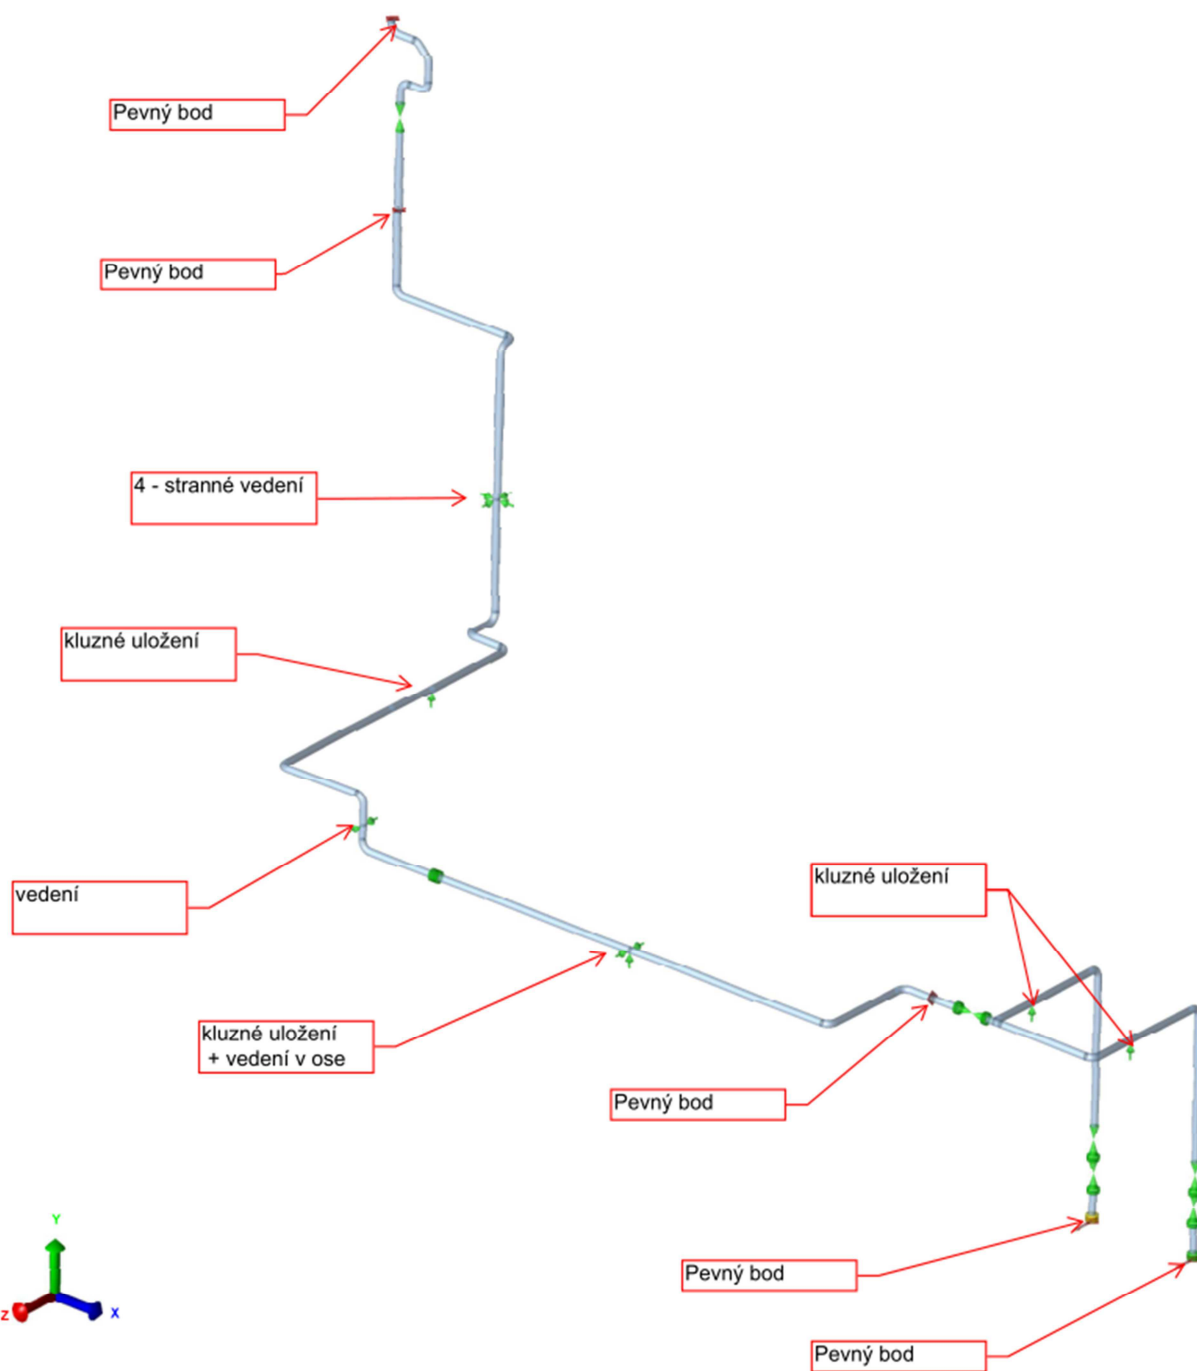 Pevný bod
Pevný bod
4 - stranné vedení
kluzné uložení
vedení
kluzné uložení
kluzné uložení
+ vedení v ose
Pevný bod
Pevný bod
Pevný bod
Y
Z
X